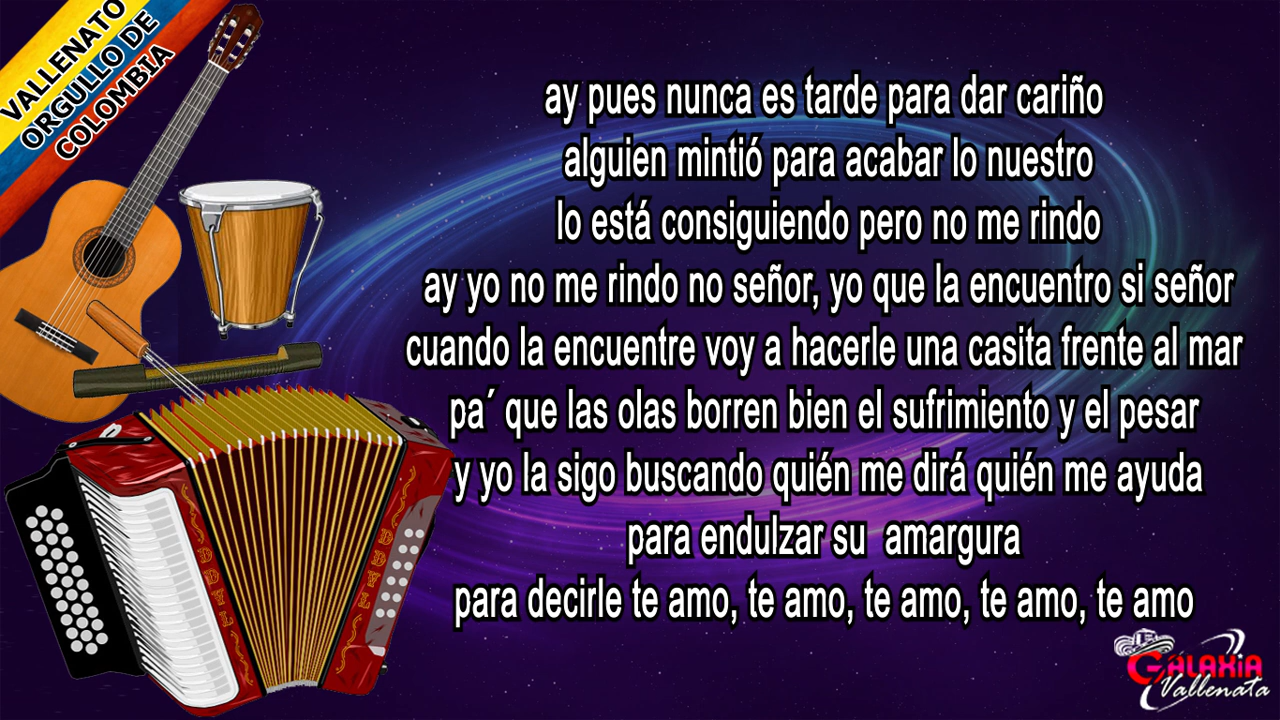 VALLENATO
ORGULLO DE
COLOMBIA
ay pues nunca es tarde para dar cariño
alguien mintió para acabar lo nuestro
lo está consiguiendo pero no me rindo
ay yo no me rindo no señor, yo que la encuentro si señor
cuando la encuentre voy a hacerle una casita frente al mar
pa´ que las olas borren bien el sufrimiento y el pesar
y yo la sigo buscando quién me dirá quién me ayuda
para endulzar su  amargura
para decirle te amo, te amo, te amo, te amo, te amo
GALAXiA
Vallenata